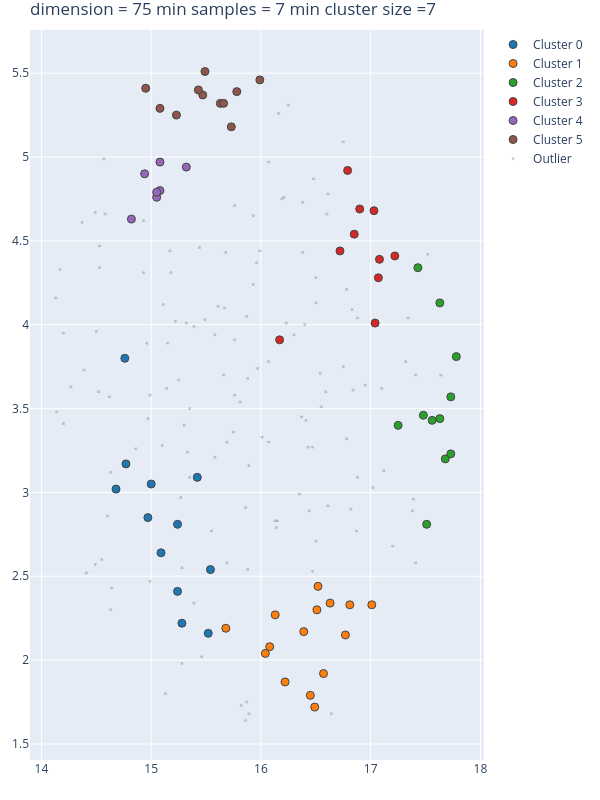 dimension = 75 min samples = 7 min cluster size =7
Cluster 0
Cluster 1
Cluster 2
Cluster 3
Cluster 4
Cluster 5
Outlier
5.5
5
4.5
4
3.5
3
2.5
2
1.5
14 15 16 17 18